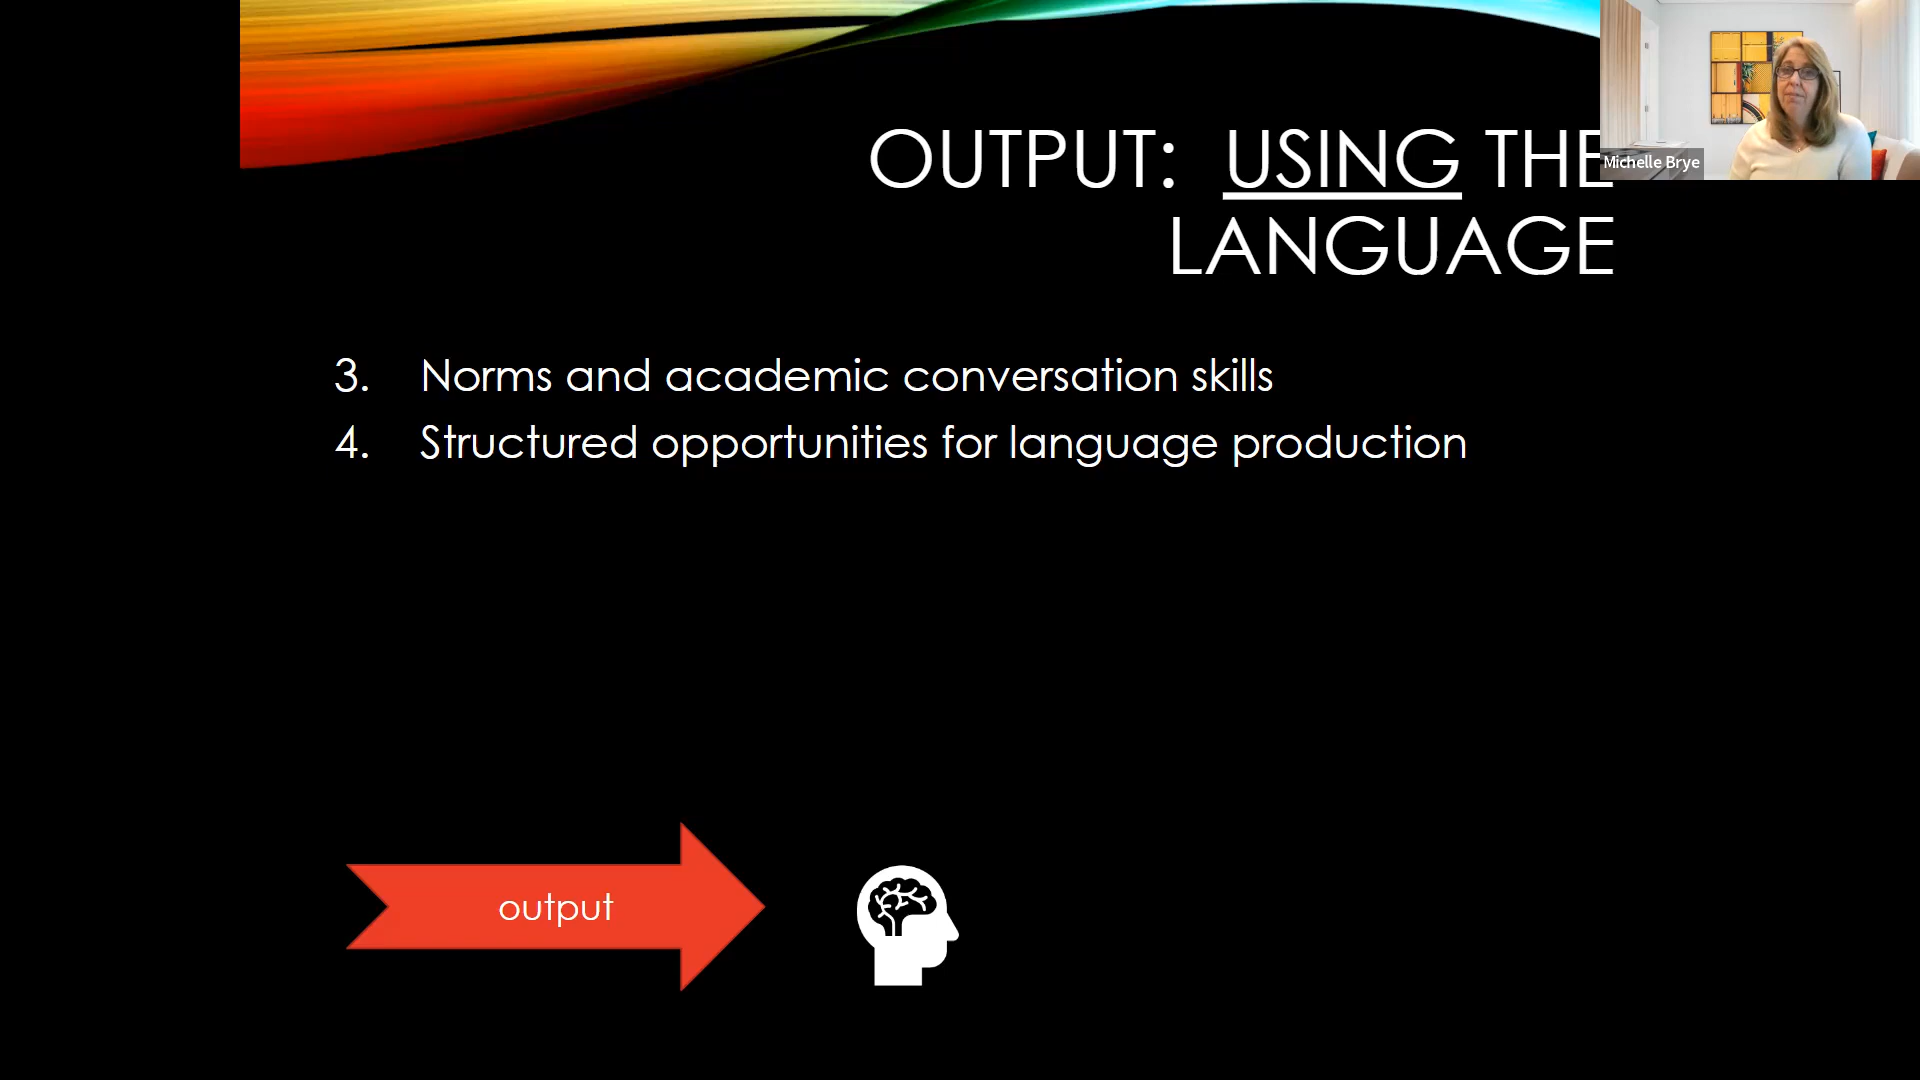 OUTPUT: USING THE
LANGUAGE
Michelle Brye
3. Norms and academic conversation skills
4. Structured opportunities for language production
output